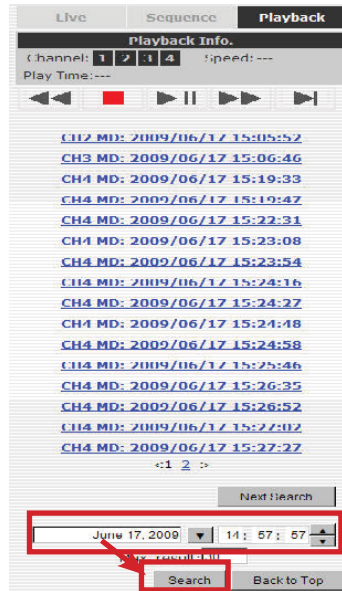 Live Sequence Playback
Playback Info.
Channel: 1 2 3 4 Speed: ---
Play Time:---
CH2 MD: 2009/06/17 15:05:52
CH3 MD: 2009/06/17 15:06:46
CH4 MD: 2009/06/17 15:19:33
CH4 MD: 2009/06/17 15:19:47
CH4 MD: 2009/06/17 15:22:31
CH4 MD: 2009/06/17 15:23:08
CH4 MD: 2009/06/17 15:23:54
CH4 MD: 2009/06/17 15:24:16
CH4 MD: 2009/06/17 15:24:27
CH4 MD: 2009/06/17 15:24:48
CH4 MD: 2009/06/17 15:24:58
CH4 MD: 2009/06/17 15:25:46
CH4 MD: 2009/06/17 15:26:35
CH4 MD: 2009/06/17 15:26:52
CH4 MD: 2009/06/17 15:27:02
CH4 MD: 2009/06/17 15:27:27
<1 2 >
Next Search
June 17, 2009 14: 57: 57
result:
Search Back to Top